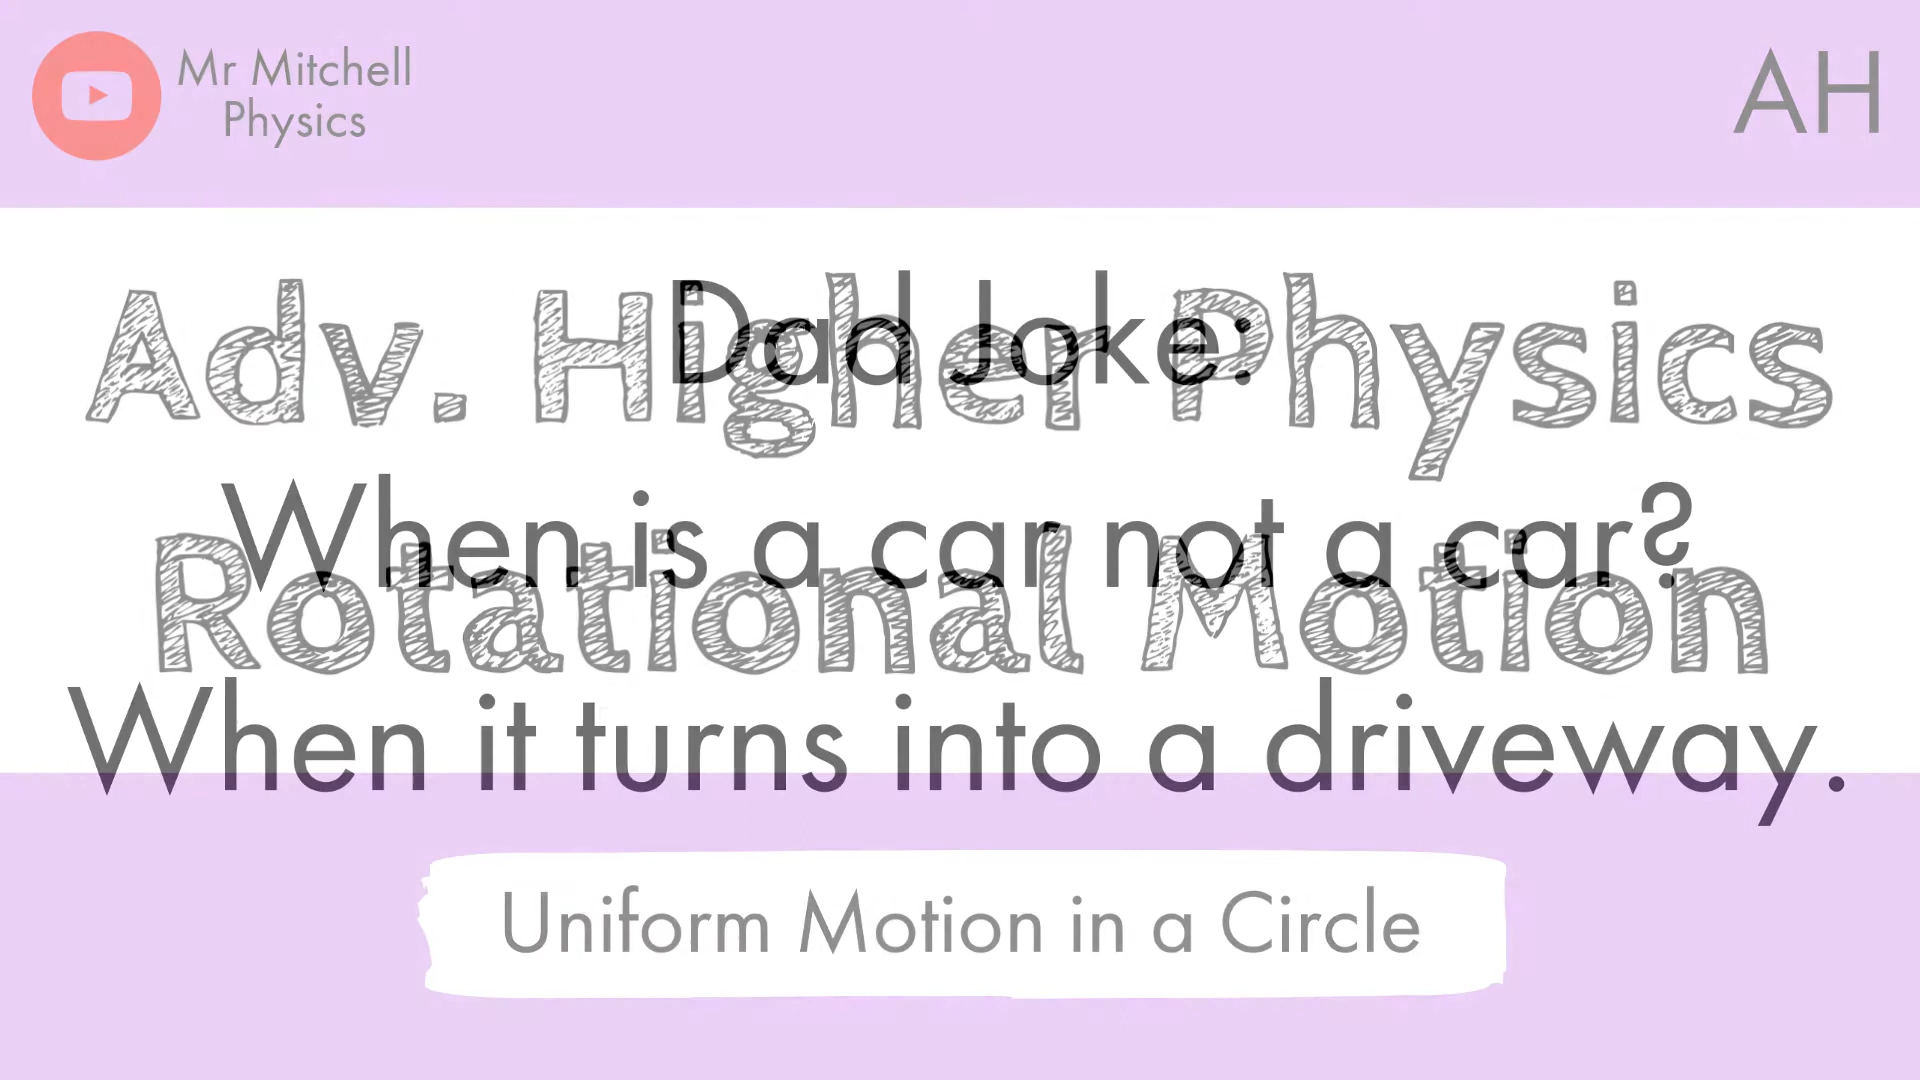 Mr Mitchell
Physics
AH
Adv. Higher Physics
Rotational Motion
Dad Joke:
When is a car not a car?
When it turns into a driveway.
Uniform Motion in a Circle